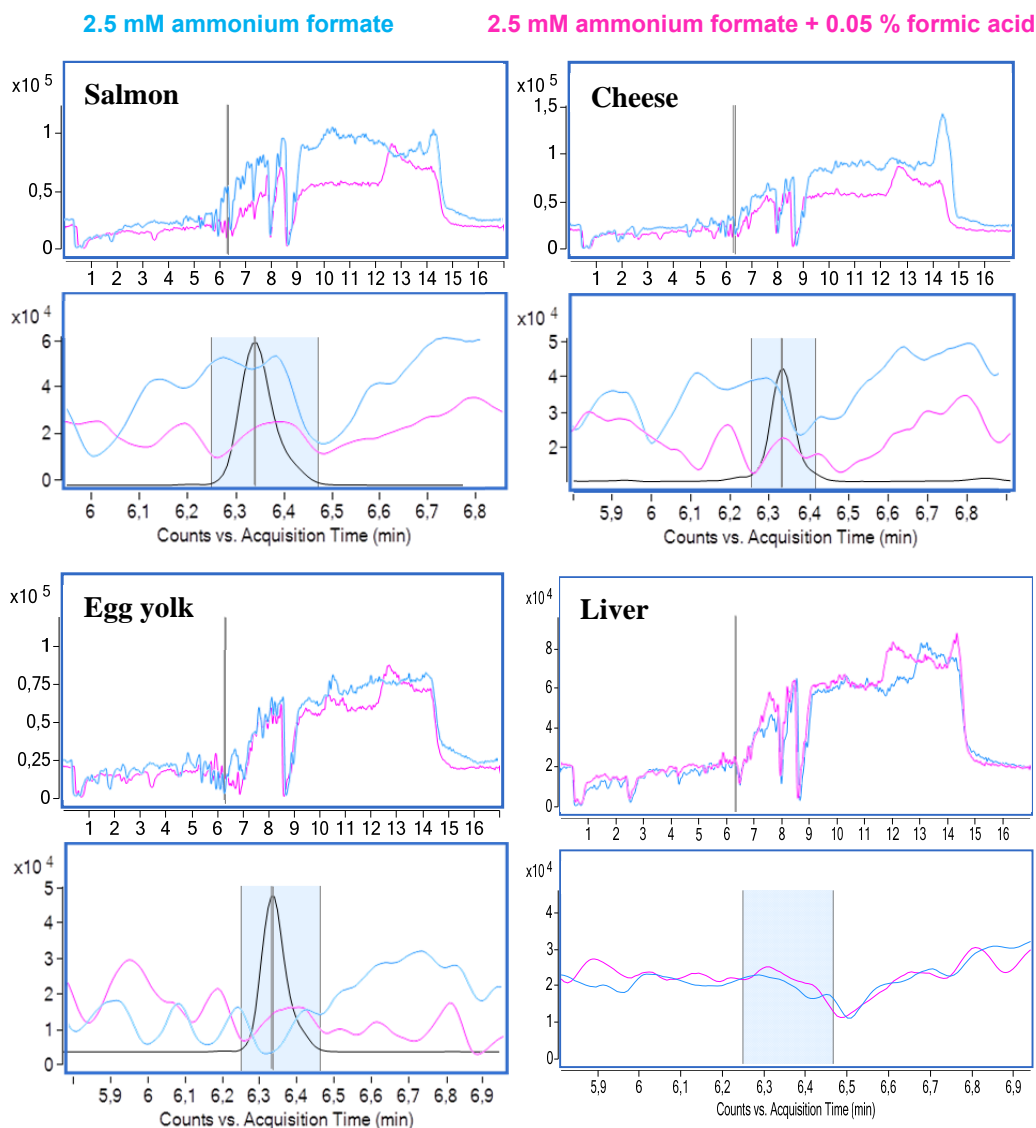 2.5 mM ammonium formate
2.5 mM ammonium formate + 0.05 % formic acid
x10 5
Salmon
1
0,5
0
1 2 3 4 5 6 7 8 9 10 11 12 13 14 15 16
x10 5
Cheese
1,5
1
0,5
0
1 2 3 4 5 6 7 8 9 10 11 12 13 14 15 16
x10 4
6
4
2
0
6 6,1 6,2 6,3 6,4 6,5 6,6 6,7 6,8
Counts vs. Acquisition Time (min)
x10 4
5
4
3
2
5,9 6 6,1 6,2 6,3 6,4 6,5 6,6 6,7 6,8
Counts vs. Acquisition Time (min)
x10 5
Egg yolk
1
0,75
0,5
0,25
0
1 2 3 4 5 6 7 8 9 10 11 12 13 14 15 16
x10 4
Liver
8
6
4
2
0
1 2 3 4 5 6 7 8 9 10 11 12 13 14 15 16
x10 4
5
4
3
2
1
0
5,9 6 6,1 6,2 6,3 6,4 6,5 6,6 6,7 6,8 6,9
Counts vs. Acquisition Time (min)
x10 4
4
3
2
1
0
5,9 6 6,1 6,2 6,3 6,4 6,5 6,6 6,7 6,8 6,9
Counts vs. Acquisition Time (min)